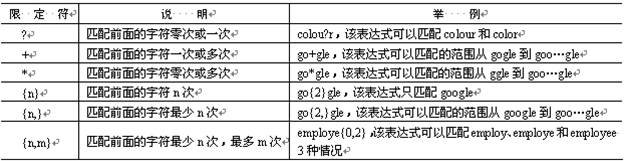 限 定 符 说 明 举 例
? 匹配前面的字符零次或一次 colou?r，该表达式可以匹配 colour 和 color
+ 匹配前面的字符一次或多次 go+gle，该表达式可以匹配的范围从 gogle 到 goo…gle
* 匹配前面的字符零次或多次 go*gle，该表达式可以匹配的范围从 ggle 到 goo…gle
{n} 匹配前面的字符 n 次 go{2}gle，该表达式只匹配 google
{n,} 匹配前面的字符最少 n 次 go{2,}gle，该表达式可以匹配的范围从 google 到 goo…gle
{n,m} 匹配前面的字符最少 n 次，最多 m 次 employe{0,2}，该表达式可以匹配 employ、employe 和 employee
3 种情况